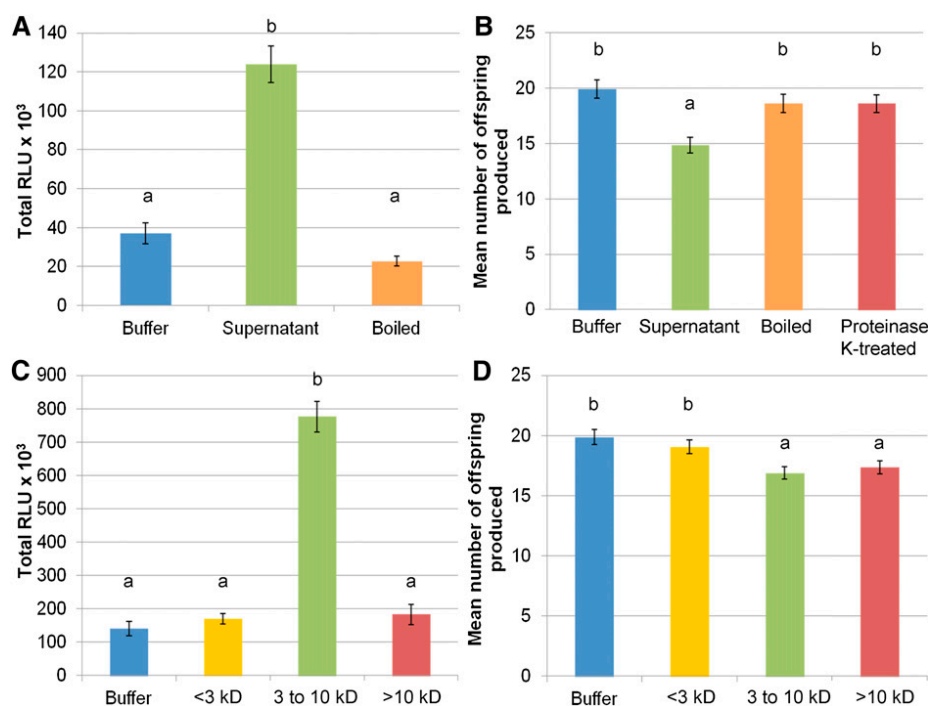 A
Total RLU x 10³
140
120
100
80
60
40
20
0
a
b
a
Buffer
Supernatant
Boiled
B
Mean number of offspring
produced
25
20
15
10
5
0
b
a
b
b
Buffer
Supernatant
Boiled
Proteinase
K-treated
C
Total RLU x 10³
900
800
700
600
500
400
300
200
100
0
a
a
b
a
Buffer
<3 kD
3 to 10 kD
>10 kD
D
Mean number of offspring
produced
25
20
15
10
5
0
b
b
a
a
Buffer
<3 kD
3 to 10 kD
>10 kD